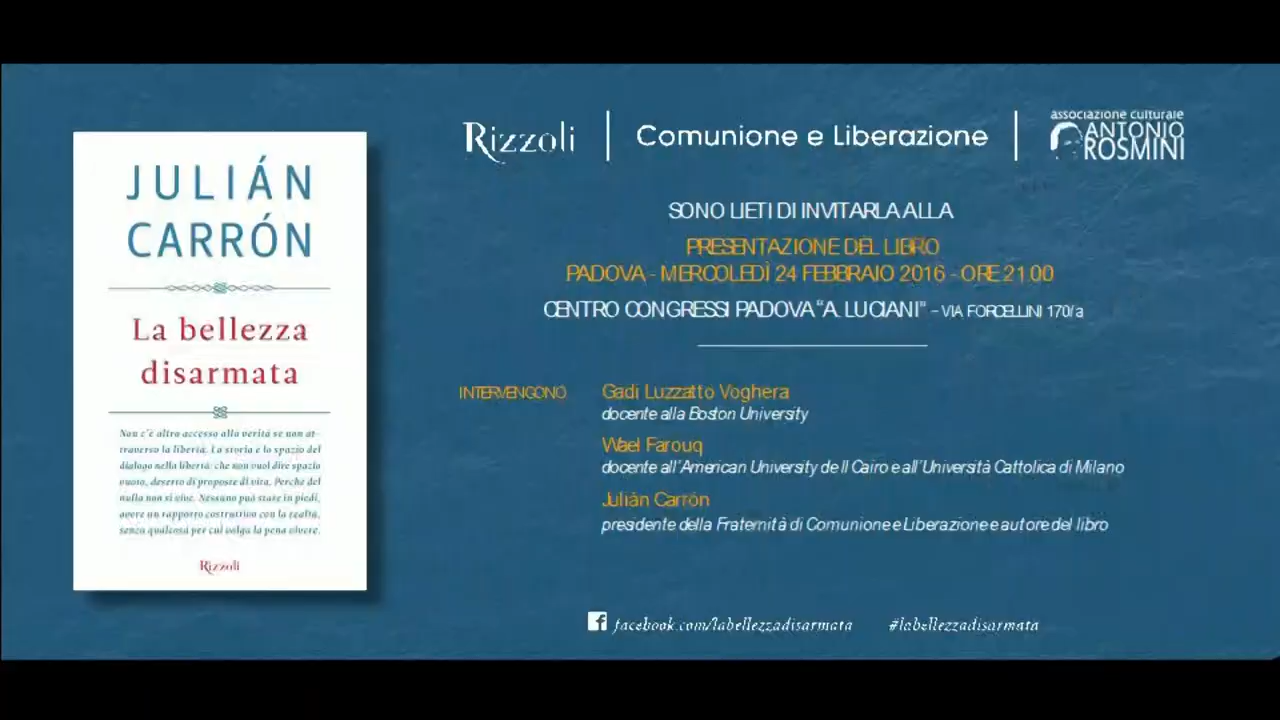 JULIÁN
CARRÓN
La bellezza
disarmata
Non c'è altro accesso alla verità se non at-
traverso la libertà. La storia è lo spazio del
dialogo nella libertà: che non vuol dire spazio
vuoto, deserto di proposte di vita. Perché del
nulla non si vive. Nessuno può stare in piedi,
avere un rapporto costruttivo con la realtà,
senza qualcosa per cui valga la pena vivere.
Rizzoli
Rizzoli
Comunione e Liberazione
associazione culturale
ANTONIO
ROSMINI
SONO LIETI DI INVITARLA ALLA
PRESENTAZIONE DEL LIBRO
PADOVA - MERCOLEDÌ 24 FEBBRAIO 2016 - ORE 21.00
CENTRO CONGRESSI PADOVA "A. LUCIANI" - VIA FORCELLINI 170/a
INTERVENGONO
Gadi Luzzatto Voghera
docente alla Boston University
Wael Farouq
docente all'American University de Il Cairo e all'Università Cattolica di Milano
Julián Carrón
presidente della Fraternità di Comunione e Liberazione e autore del libro
facebook.com/labellezzadisarmata
#labellezzadisarmata